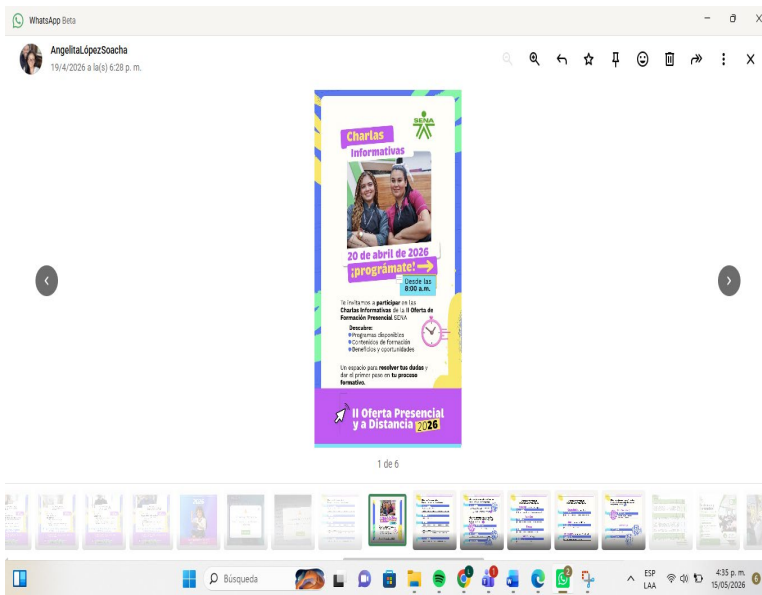 WhatsApp Beta
AngelitaLópezSoacha
19/4/2026 a la(s) 6:28 p. m.
SENA
Charlas
Informativas
20 de abril de 2026
¡prográmate!
Desde las
8:00 a.m.
Te invitamos a participar en las
Charlas Informativas de la II Oferta de
Formación Presencial SENA
Descubre:
Programas disponibles
Contenidos de formación
Beneficios y oportunidades
Un espacio para resolver tus dudas y
dar el primer paso en tu proceso
formativo.
II Oferta Presencial
y a Distancia 2026
1 de 6
Búsqueda
ESP
LAA
4:35 p. m.
15/05/2026